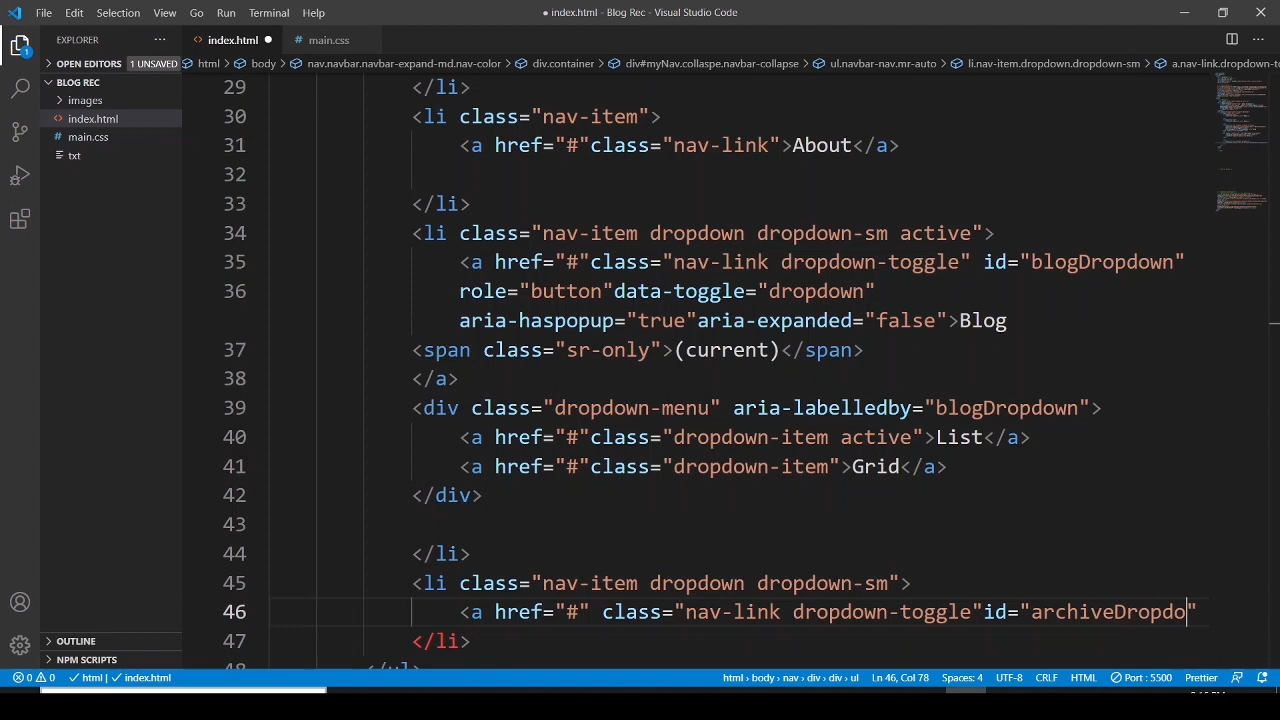 File Edit Selection View Go Run Terminal Help
● index.html - Blog Rec - Visual Studio Code
EXPLORER ···
index.html ●
# main.css
OPEN EDITORS 1 UNSAVED
html > body > nav.navbar.navbar-expand-md.nav-color > div.container > div#myNav.collaspe.navbar-collapse > ul.navbar-nav.mr-auto > li.nav-item.dropdown.dropdown-sm > a.nav-link.dropdown-to
BLOG REC
images
index.html
# main.css
txt
29 </li>
30 <li class="nav-item">
31 <a href="#"class="nav-link">About</a>
32
33 </li>
34 <li class="nav-item dropdown dropdown-sm active">
35 <a href="#"class="nav-link dropdown-toggle" id="blogDropdown"
36 role="button"data-toggle="dropdown"
aria-haspopup="true"aria-expanded="false">Blog
37 <span class="sr-only">(current)</span>
38 </a>
39 <div class="dropdown-menu" aria-labelledby="blogDropdown">
40 <a href="#"class="dropdown-item active">List</a>
41 <a href="#"class="dropdown-item">Grid</a>
42 </div>
43
44 </li>
45 <li class="nav-item dropdown dropdown-sm">
46 <a href="#" class="nav-link dropdown-toggle"id="archiveDropdo"
47 </li>
48 </ul>
OUTLINE
NPM SCRIPTS
0 0 html | index.html
html > body > nav > div > div > ul Ln 46, Col 78 Spaces: 4 UTF-8 CRLF HTML Port : 5500 Prettier